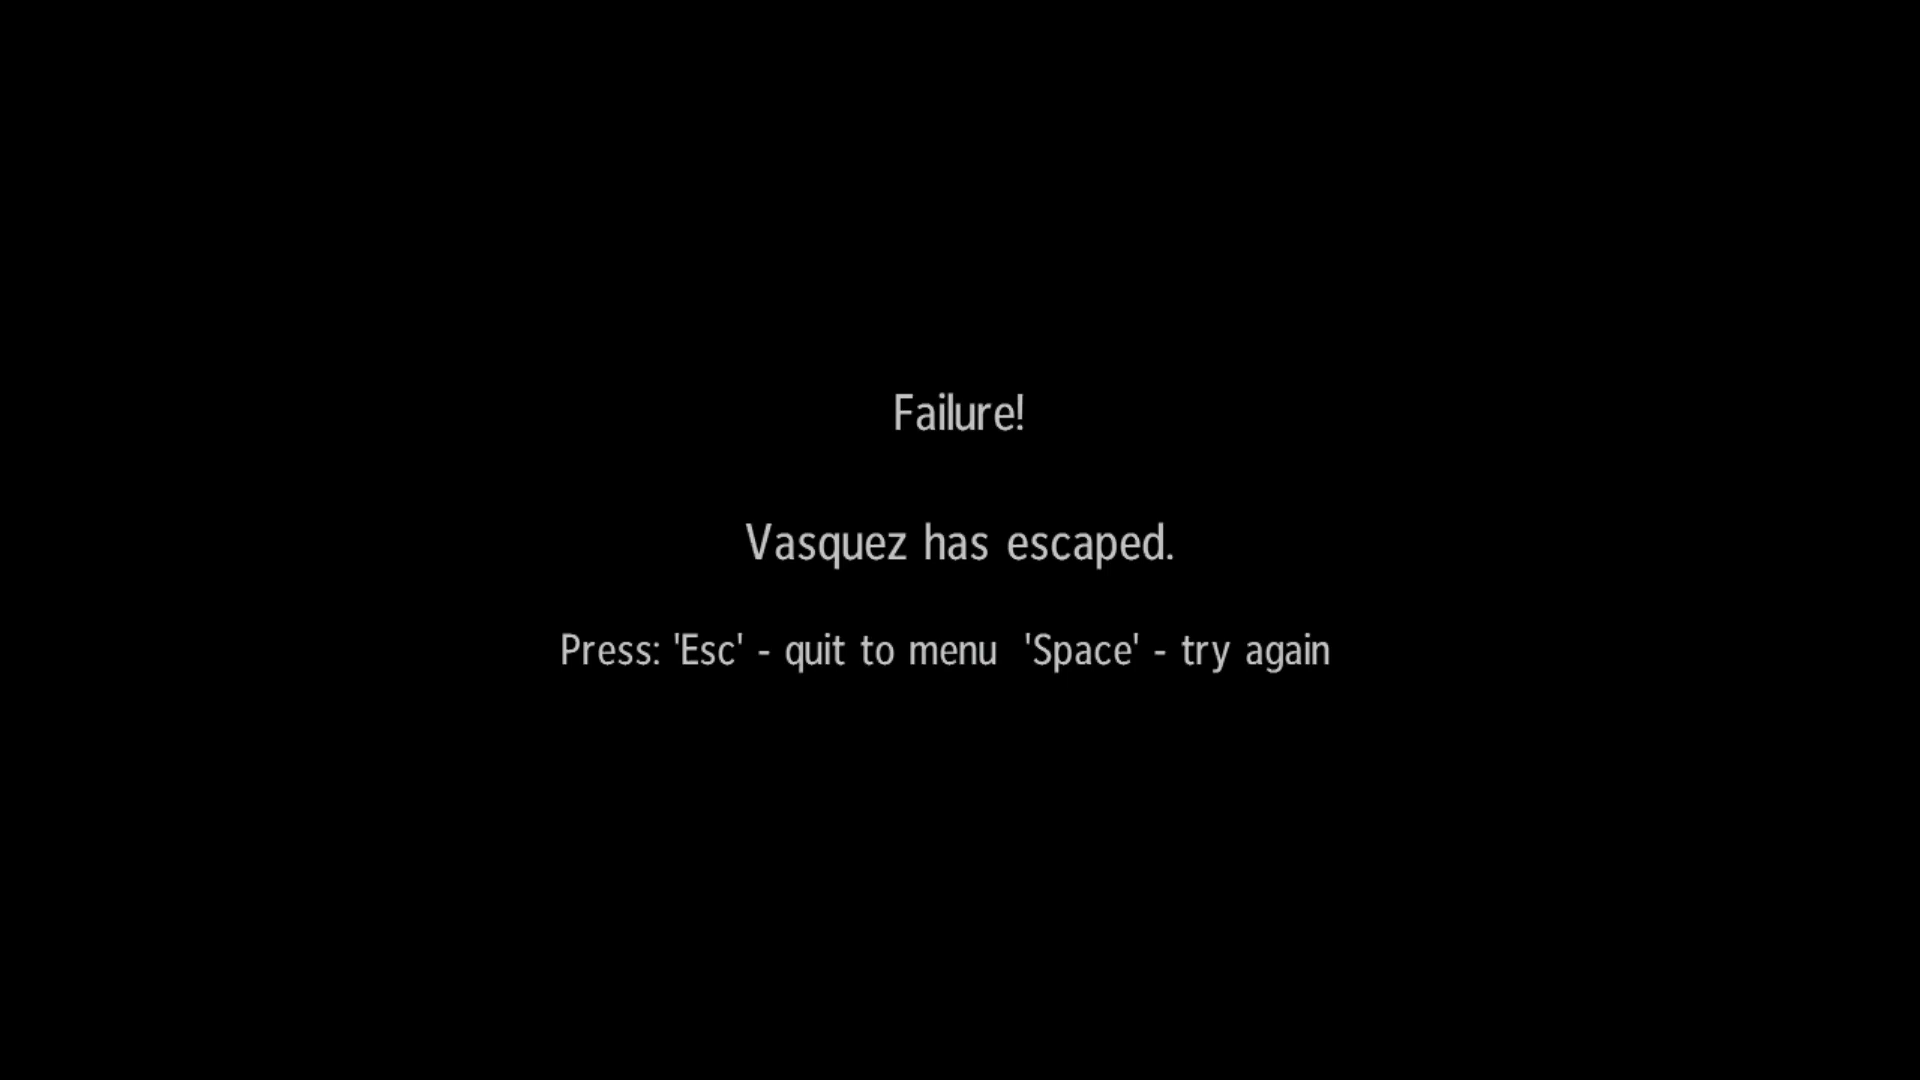 Failure!
Vasquez has escaped.
Press: 'Esc' - quit to menu  'Space' - try again